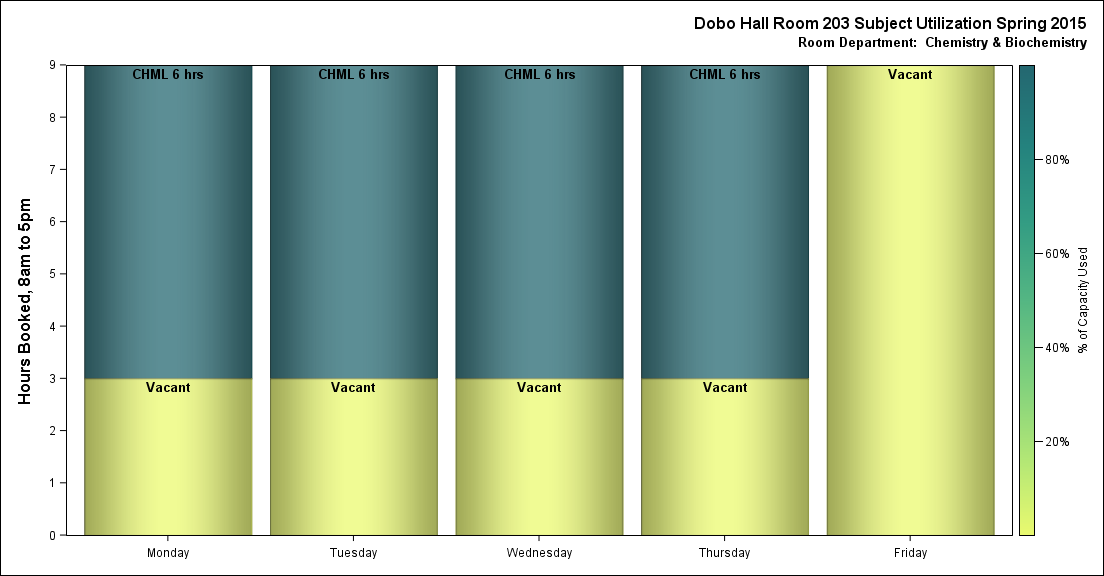 Dobo Hall Room 203 Subject Utilization Spring 2015
Room Department:  Chemistry & Biochemistry
Hours Booked, 8am to 5pm
9
8
7
6
5
4
3
2
1
0
CHML 6 hrs
CHML 6 hrs
CHML 6 hrs
CHML 6 hrs
Vacant
Vacant
Vacant
Vacant
Vacant
Monday
Tuesday
Wednesday
Thursday
Friday
80%
60%
40%
20%
% of Capacity Used